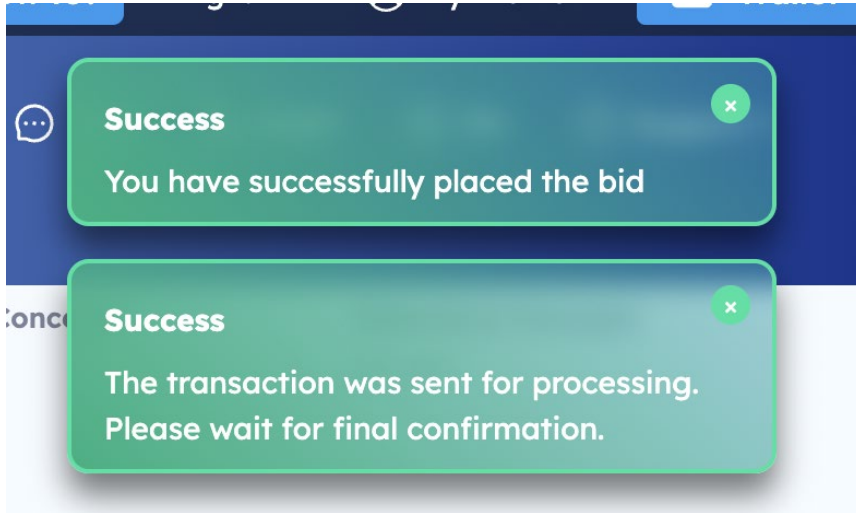 Success
You have successfully placed the bid
Success
The transaction was sent for processing.
Please wait for final confirmation.